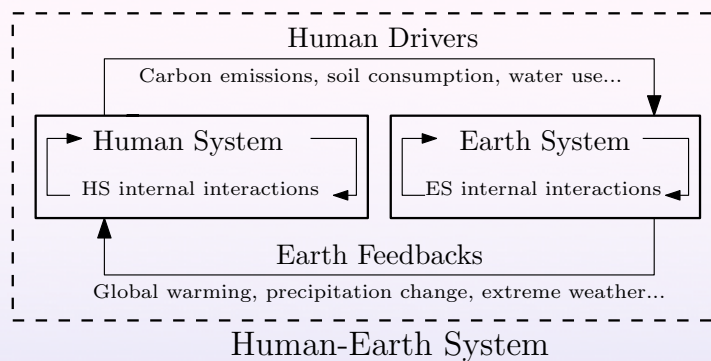 Human Drivers
Carbon emissions, soil consumption, water use...
Human System
HS internal interactions
Earth System
ES internal interactions
Earth Feedbacks
Global warming, precipitation change, extreme weather...
Human-Earth System